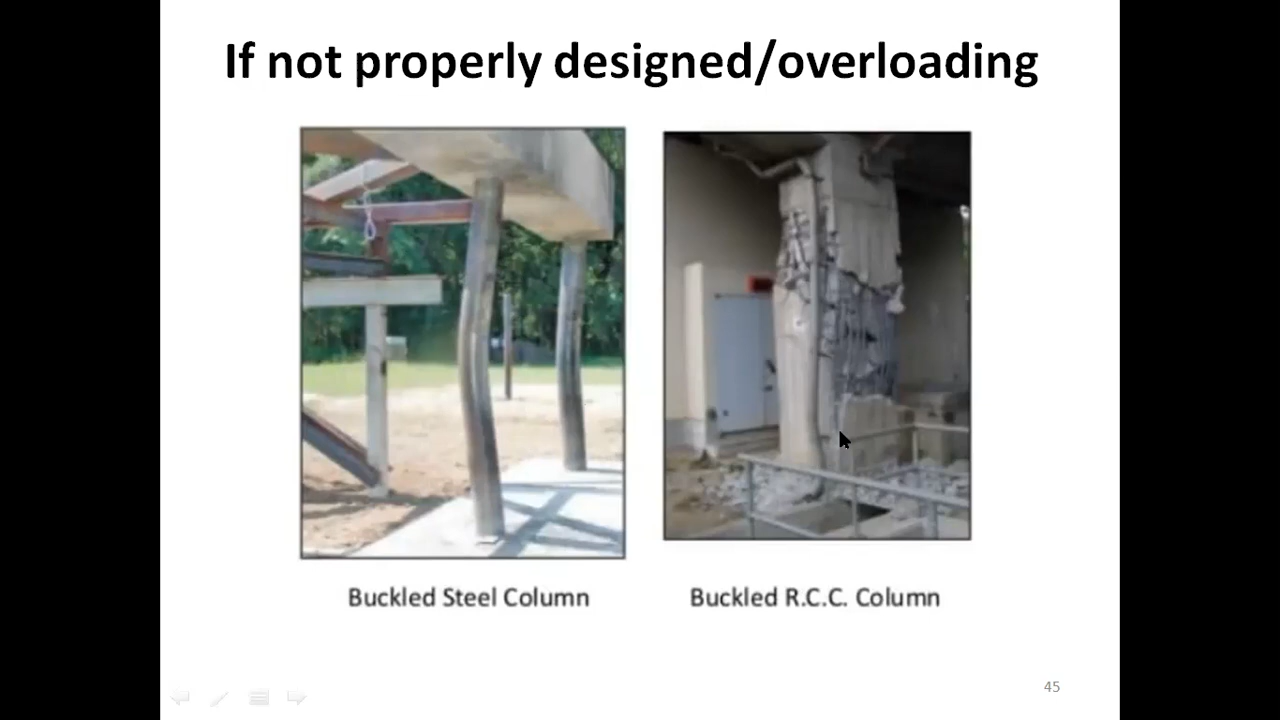 If not properly designed/overloading
Buckled Steel Column
Buckled R.C.C. Column
45